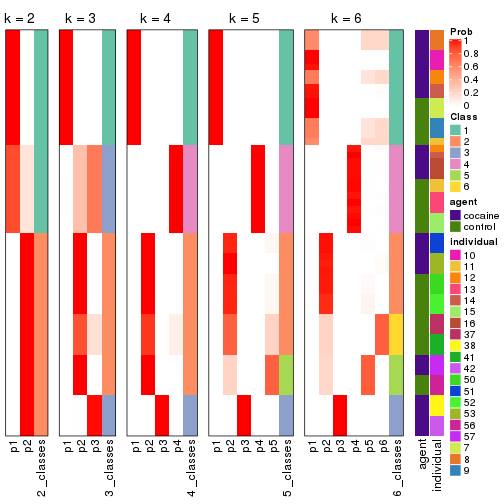 k = 2
k = 3
k = 4
k = 5
k = 6
p1
p2
2_classes
p1
p2
p3
3_classes
p1
p2
p3
p4
4_classes
p1
p2
p3
p4
p5
5_classes
p1
p2
p3
p4
p5
p6
6_classes
agent
individual
Prob
1
0.8
0.6
0.4
0.2
0
Class
1
2
3
4
5
6
agent
cocaine
control
individual
10
11
12
13
14
15
16
37
38
41
42
50
51
52
53
56
57
7
8
9